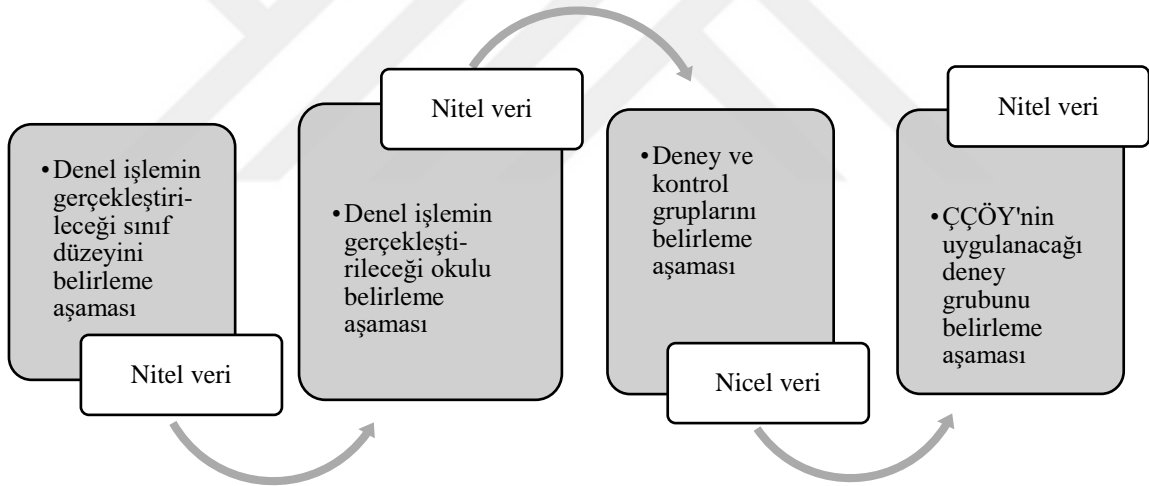 •Denel işlemin
gerçekleştiri-
leceği sınıf
düzeyini
belirleme
aşaması
Nitel veri
Nitel veri
•Denel işlemin
gerçekleşti-
rileceği okulu
belirleme
aşaması
•Deney ve
kontrol
gruplarını
belirleme
aşaması
Nicel veri
Nitel veri
•ÇÇÖY'nin
uygulanacağı
deney
grubunu
belirleme
aşaması